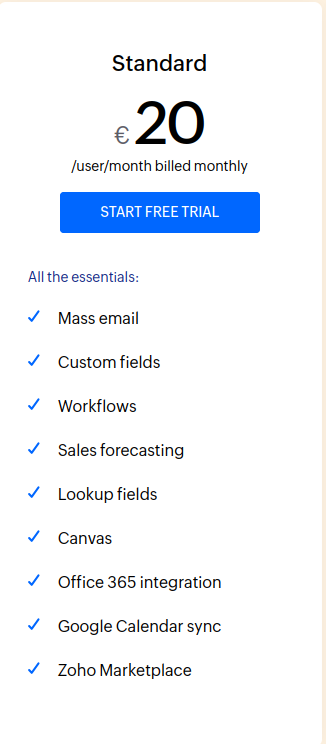 Standard
€20
/user/month billed monthly
START FREE TRIAL
All the essentials:
Mass email
Custom fields
Workflows
Sales forecasting
Lookup fields
Canvas
Office 365 integration
Google Calendar sync
Zoho Marketplace